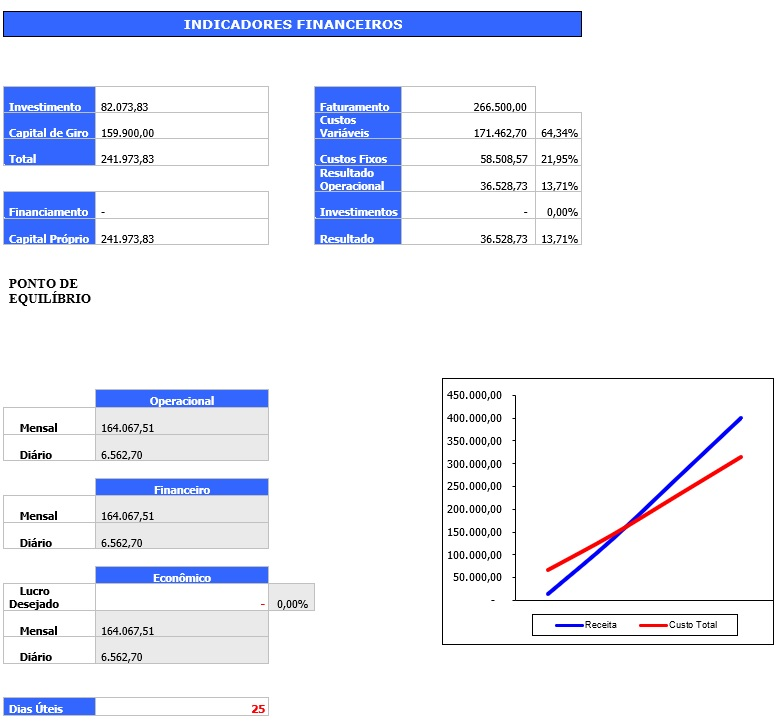 INDICADORES FINANCEIROS
Investimento 82.073,83
Capital de Giro 159.900,00
Total 241.973,83
Financiamento -
Capital Próprio 241.973,83
Faturamento 266.500,00
Custos
Variáveis 171.462,70 64,34%
Custos Fixos 58.508,57 21,95%
Resultado
Operacional 36.528,73 13,71%
Investimentos - 0,00%
Resultado 36.528,73 13,71%
PONTO DE
EQUILÍBRIO
Operacional
Mensal 164.067,51
Diário 6.562,70
Financeiro
Mensal 164.067,51
Diário 6.562,70
Econômico
Lucro
Desejado - 0,00%
Mensal 164.067,51
Diário 6.562,70
Dias Úteis 25
450.000,00
400.000,00
350.000,00
300.000,00
250.000,00
200.000,00
150.000,00
100.000,00
50.000,00
-
Receita Custo Total